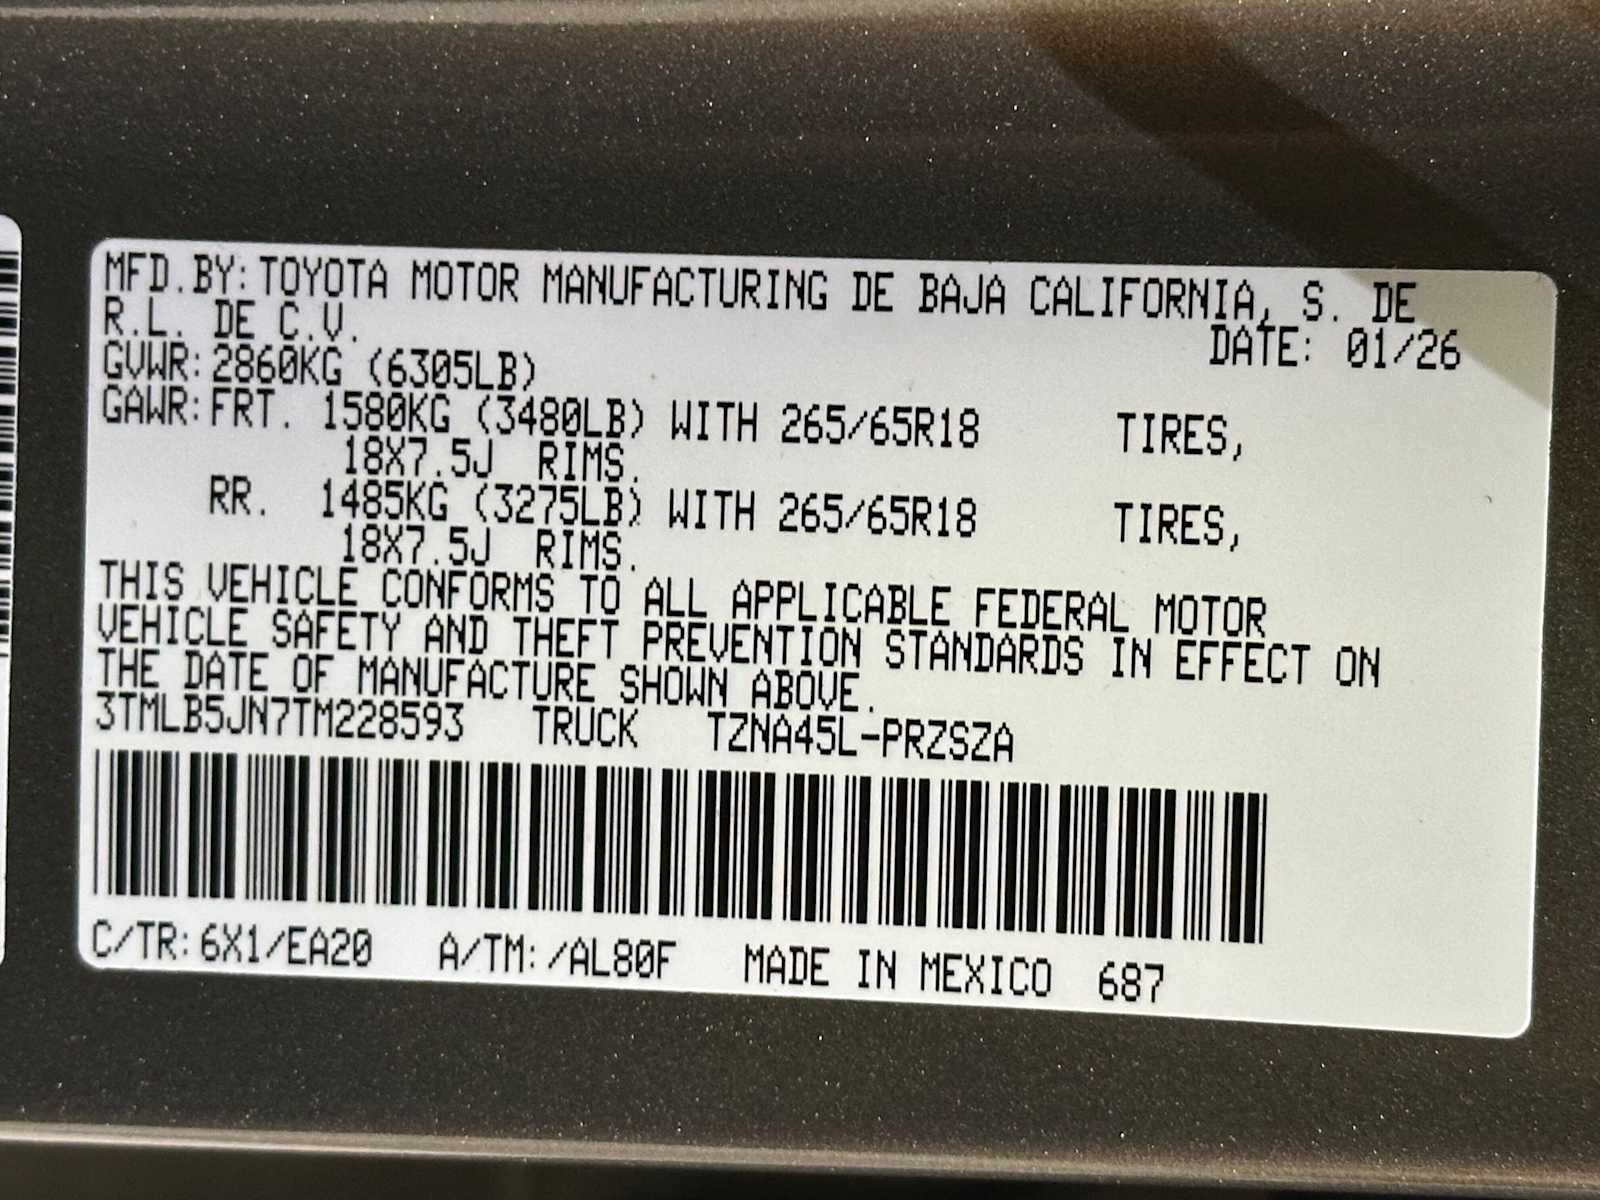 MFD.BY: TOYOTA MOTOR MANUFACTURING DE BAJA CALIFORNIA, S. DE
R.L. DE C.V.
DATE: 01/26
GVWR: 2860KG (6305LB)
GAWR: FRT. 1580KG (3480LB) WITH 265/65R18 TIRES,
18X7.5J RIMS.
RR. 1485KG (3275LB) WITH 265/65R18 TIRES,
18X7.5J RIMS.
THIS VEHICLE CONFORMS TO ALL APPLICABLE FEDERAL MOTOR
VEHICLE SAFETY AND THEFT PREVENTION STANDARDS IN EFFECT ON
THE DATE OF MANUFACTURE SHOWN ABOVE.
3TMLB5JN7TM228593 TRUCK TZNA45L-PRZSZA
C/TR: 6X1/EA20 A/TM: /AL80F MADE IN MEXICO 687